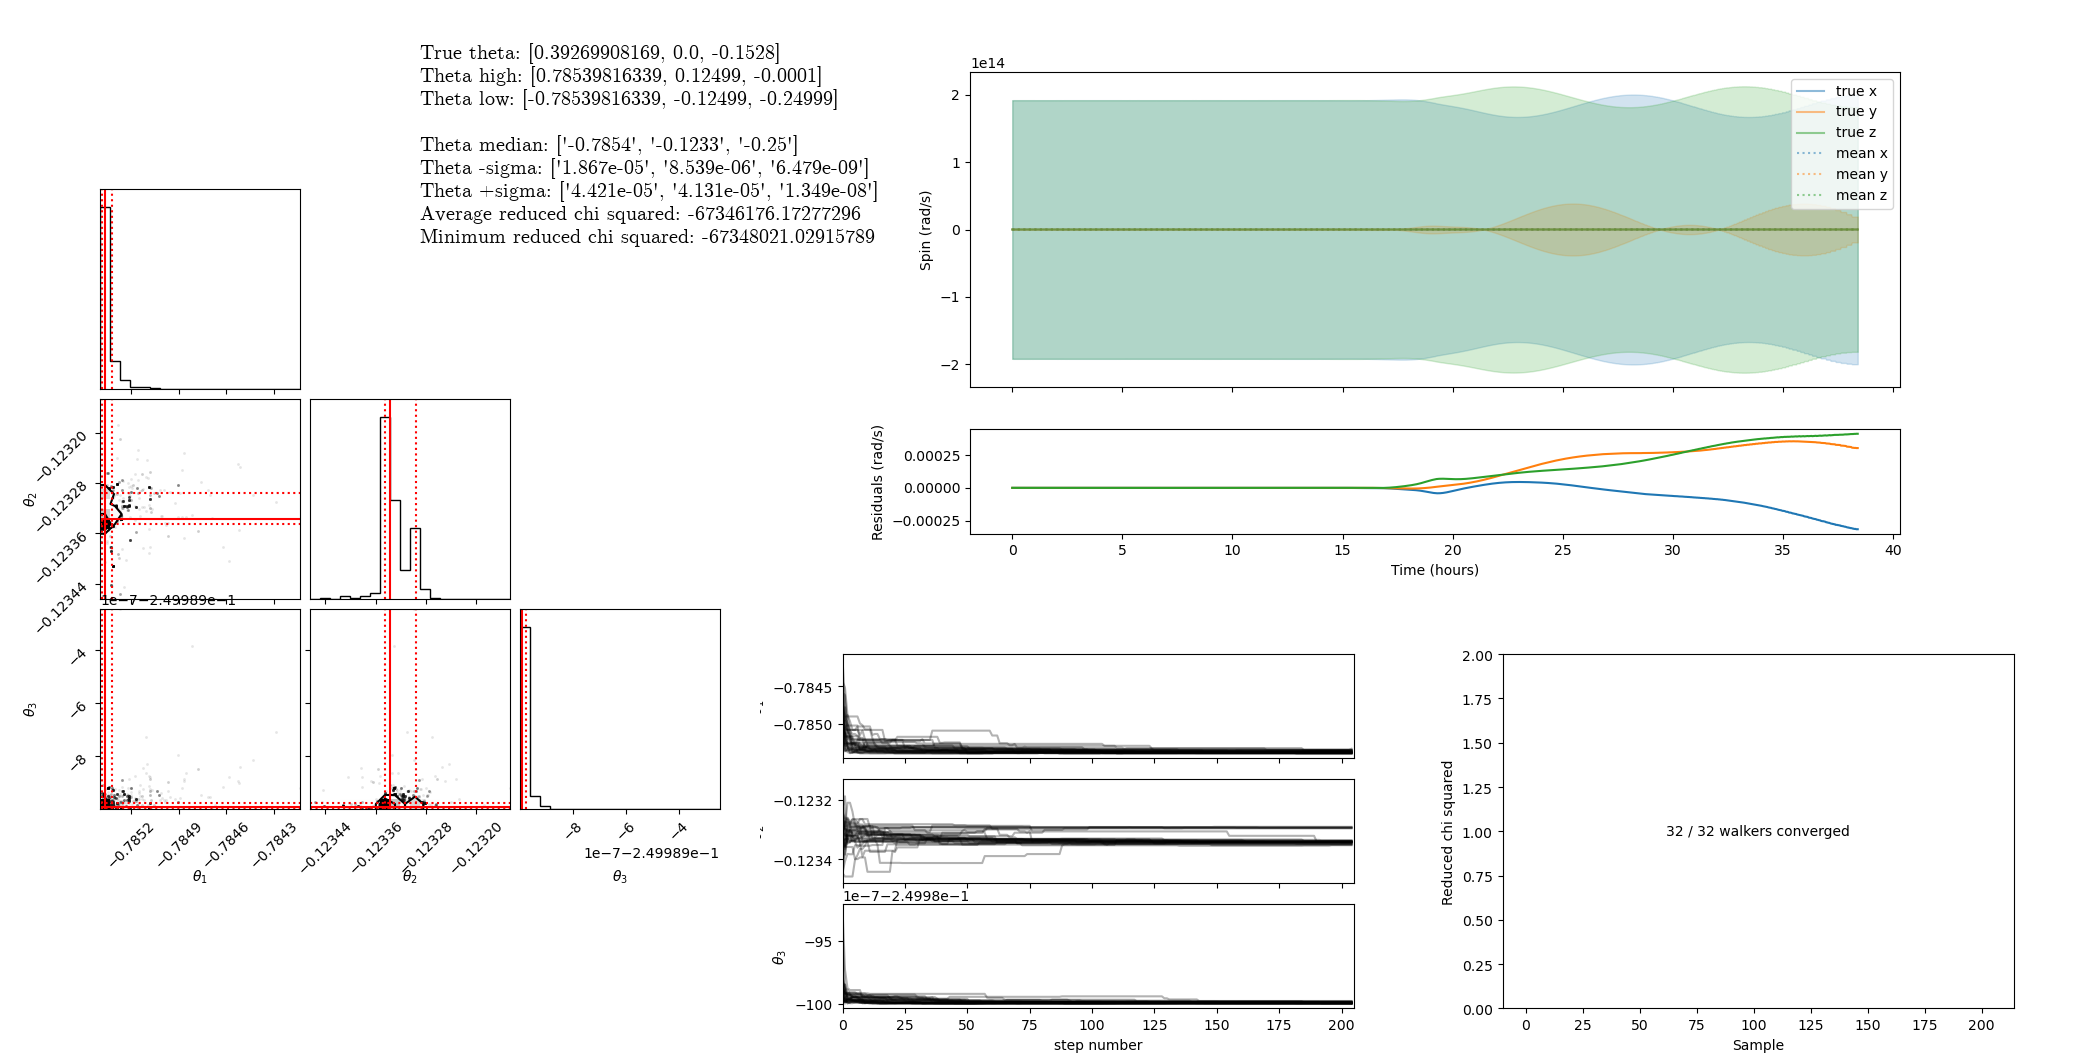 True theta: [0.39269908169, 0.0, -0.1528]
Theta high: [0.78539816339, 0.12499, -0.0001]
Theta low: [-0.78539816339, -0.12499, -0.24999]
Theta median: ['-0.7854', '-0.1233', '-0.25']
Theta -sigma: ['1.867e-05', '8.539e-06', '6.479e-09']
Theta +sigma: ['4.421e-05', '4.131e-05', '1.349e-08']
Average reduced chi squared: -67346176.17277296
Minimum reduced chi squared: -67348021.02915789
1e14
2
1
0
−1
−2
Spin (rad/s)
true x
true y
true z
mean x
mean y
mean z
0.00025
0.00000
−0.00025
Residuals (rad/s)
0 5 10 15 20 25 30 35 40
Time (hours)
θ2
−0.12320
−0.12328
−0.12336
−0.12344
1e−7−2.49989e−1
θ3
−4
−6
−8
−0.7852 −0.7849 −0.7846 −0.7843
θ1
−0.12344 −0.12336 −0.12328 −0.12320
θ2
−8 −6 −4
1e−7−2.49989e−1
θ3
−0.7845
−0.7850
−0.1232
−0.1234
1e−7−2.4998e−1
−95
−100
θ3
0 25 50 75 100 125 150 175 200
step number
2.00
1.75
1.50
1.25
1.00
0.75
0.50
0.25
0.00
Reduced chi squared
32 / 32 walkers converged
0 25 50 75 100 125 150 175 200
Sample